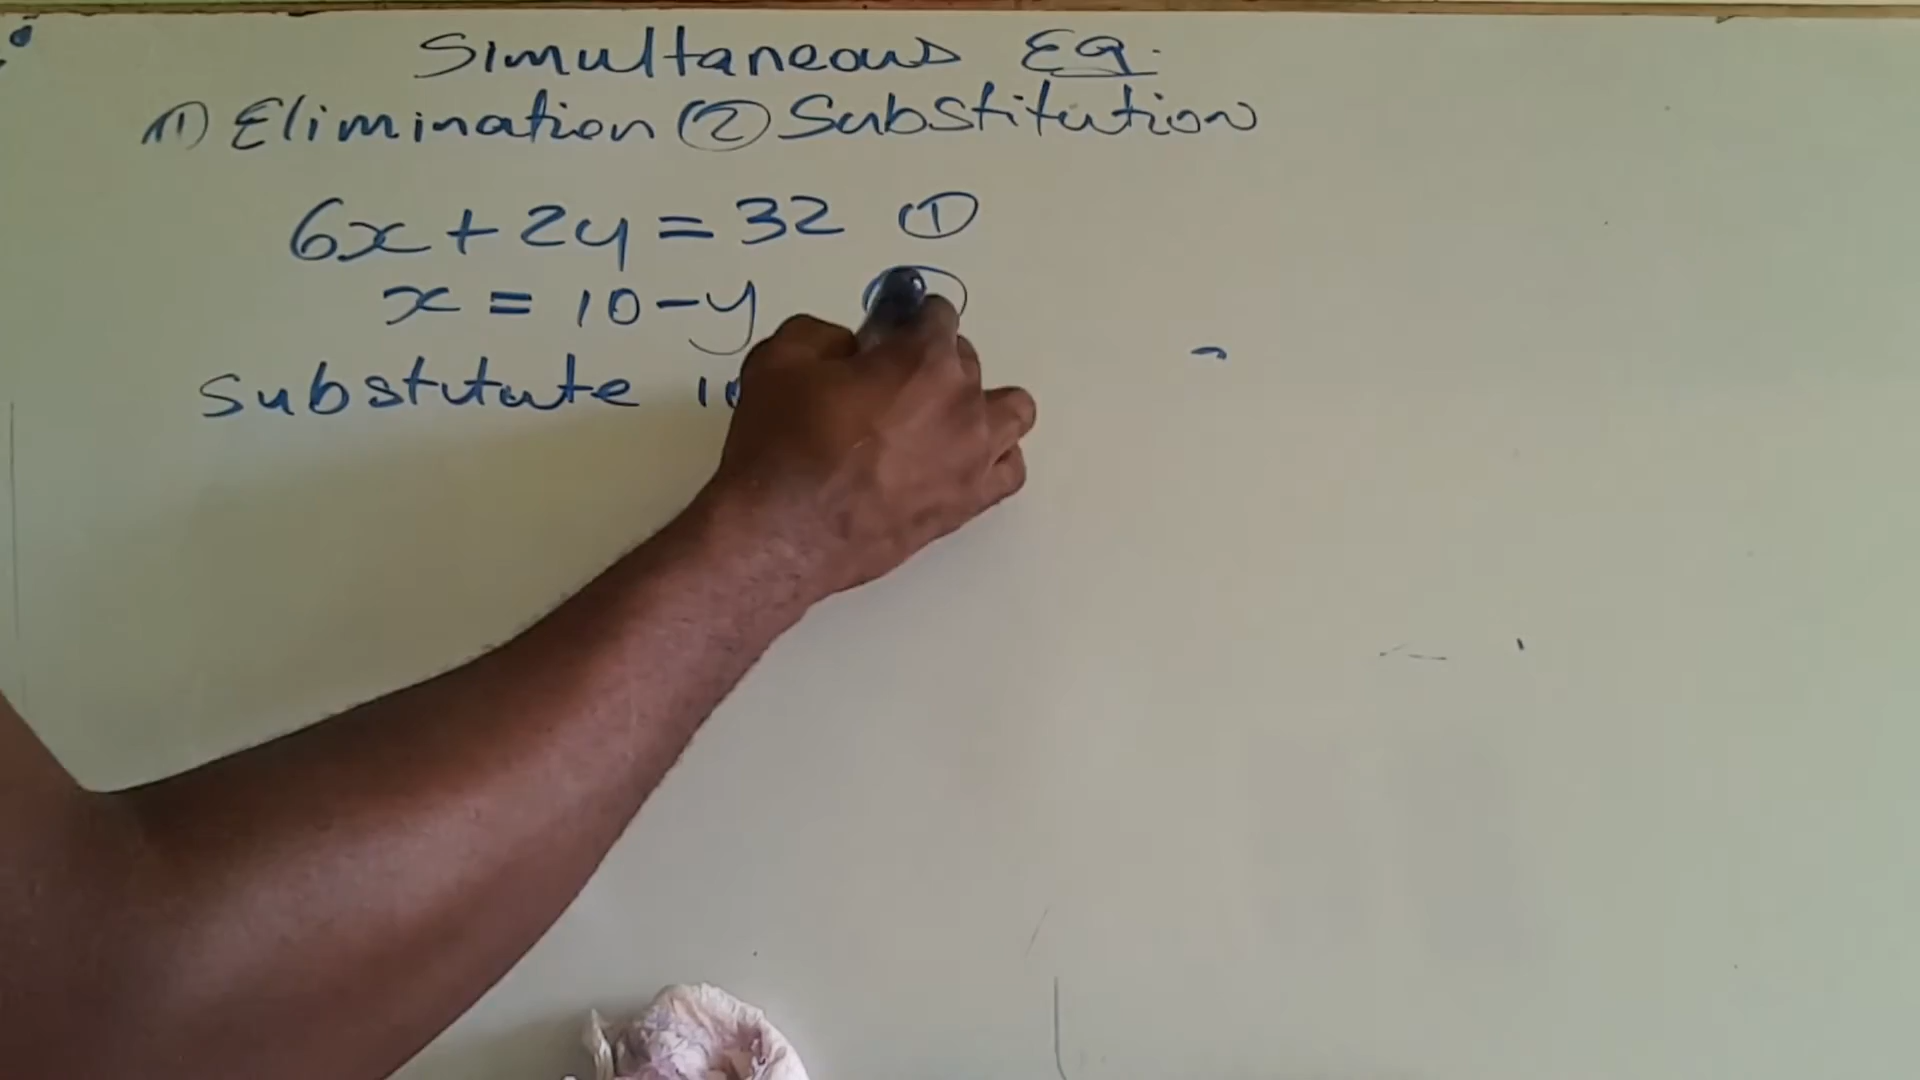 Simultaneous EQ.
① Elimination ② Substitution
6x + 2y = 32 ①
x = 10 - y
Substitute